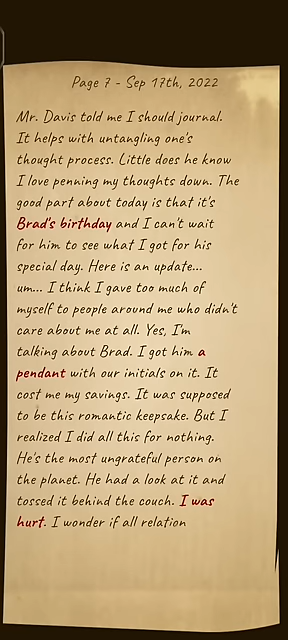 Page 7 - Sep 17th, 2022
Mr. Davis told me I should journal.
It helps with untangling one's
thought process. Little does he know
I love penning my thoughts down. The
good part about today is that it's
Brad's birthday and I can't wait
for him to see what I got for his
special day. Here is an update...
um... I think I gave too much of
myself to people around me who didn't
care about me at all. Yes, I'm
talking about Brad. I got him a
pendant with our initials on it. It
cost me my savings. It was supposed
to be this romantic keepsake. But I
realized I did all this for nothing.
He's the most ungrateful person on
the planet. He had a look at it and
tossed it behind the couch. I was
hurt. I wonder if all relation